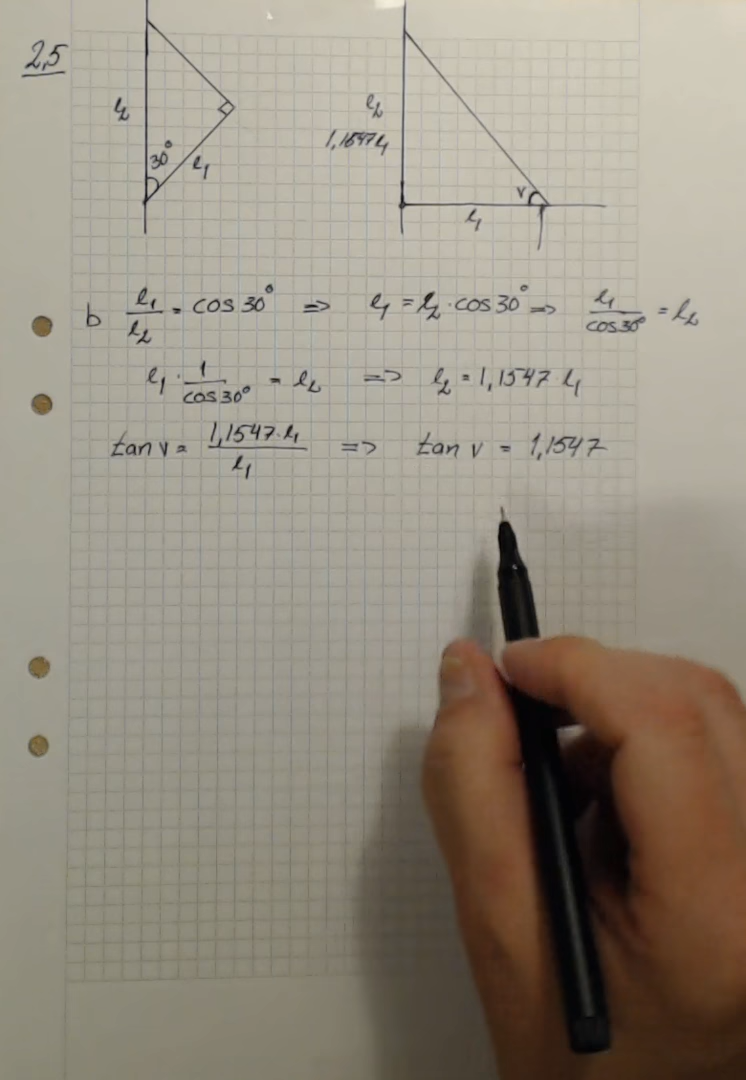 2,5
l₂
30°
l₁
l₂
1,1547l₁
v
l₁
b l₁/l₂ = cos 30° => l₁ = l₂ · cos 30° => l₁/cos 30° = l₂
l₁ · 1/cos 30° = l₂ => l₂ = 1,1547 · l₁
tan v = 1,1547 · l₁/l₁ => tan v = 1,1547